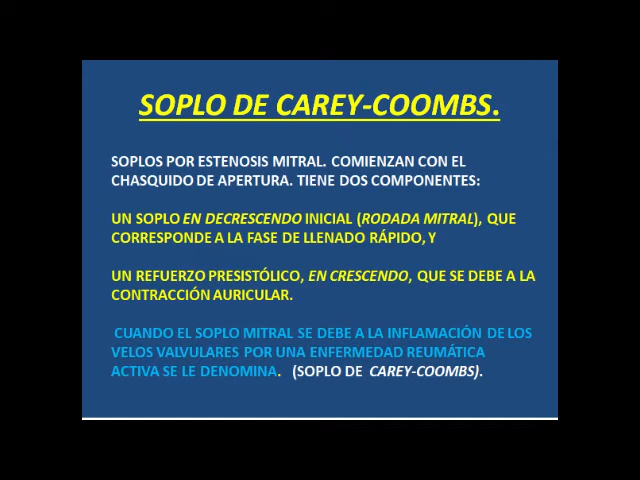 SOPLO DE CAREY-COOMBS.
SOPLOS POR ESTENOSIS MITRAL. COMIENZAN CON EL
CHASQUIDO DE APERTURA. TIENE DOS COMPONENTES:
UN SOPLO EN DECRESCENDO INICIAL (RODADA MITRAL), QUE
CORRESPONDE A LA FASE DE LLENADO RÁPIDO, Y
UN REFUERZO PRESISTÓLICO, EN CRESCENDO, QUE SE DEBE A LA
CONTRACCIÓN AURICULAR.
CUANDO EL SOPLO MITRAL SE DEBE A LA INFLAMACIÓN DE LOS
VELOS VALVULARES POR UNA ENFERMEDAD REUMÁTICA
ACTIVA SE LE DENOMINA. (SOPLO DE CAREY-COOMBS).